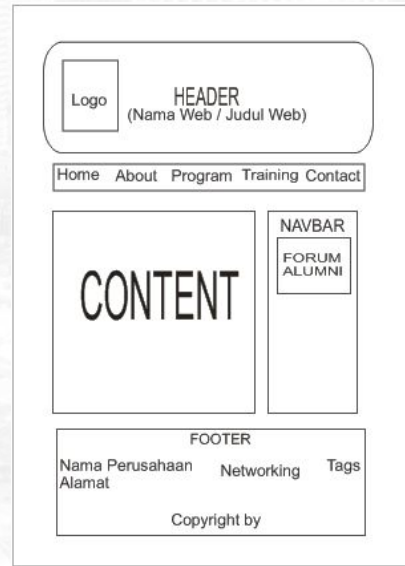 Logo
HEADER
(Nama Web / Judul Web)
Home About Program Training Contact
CONTENT
NAVBAR
FORUM
ALUMNI
FOOTER
Nama Perusahaan
Alamat
Networking
Tags
Copyright by